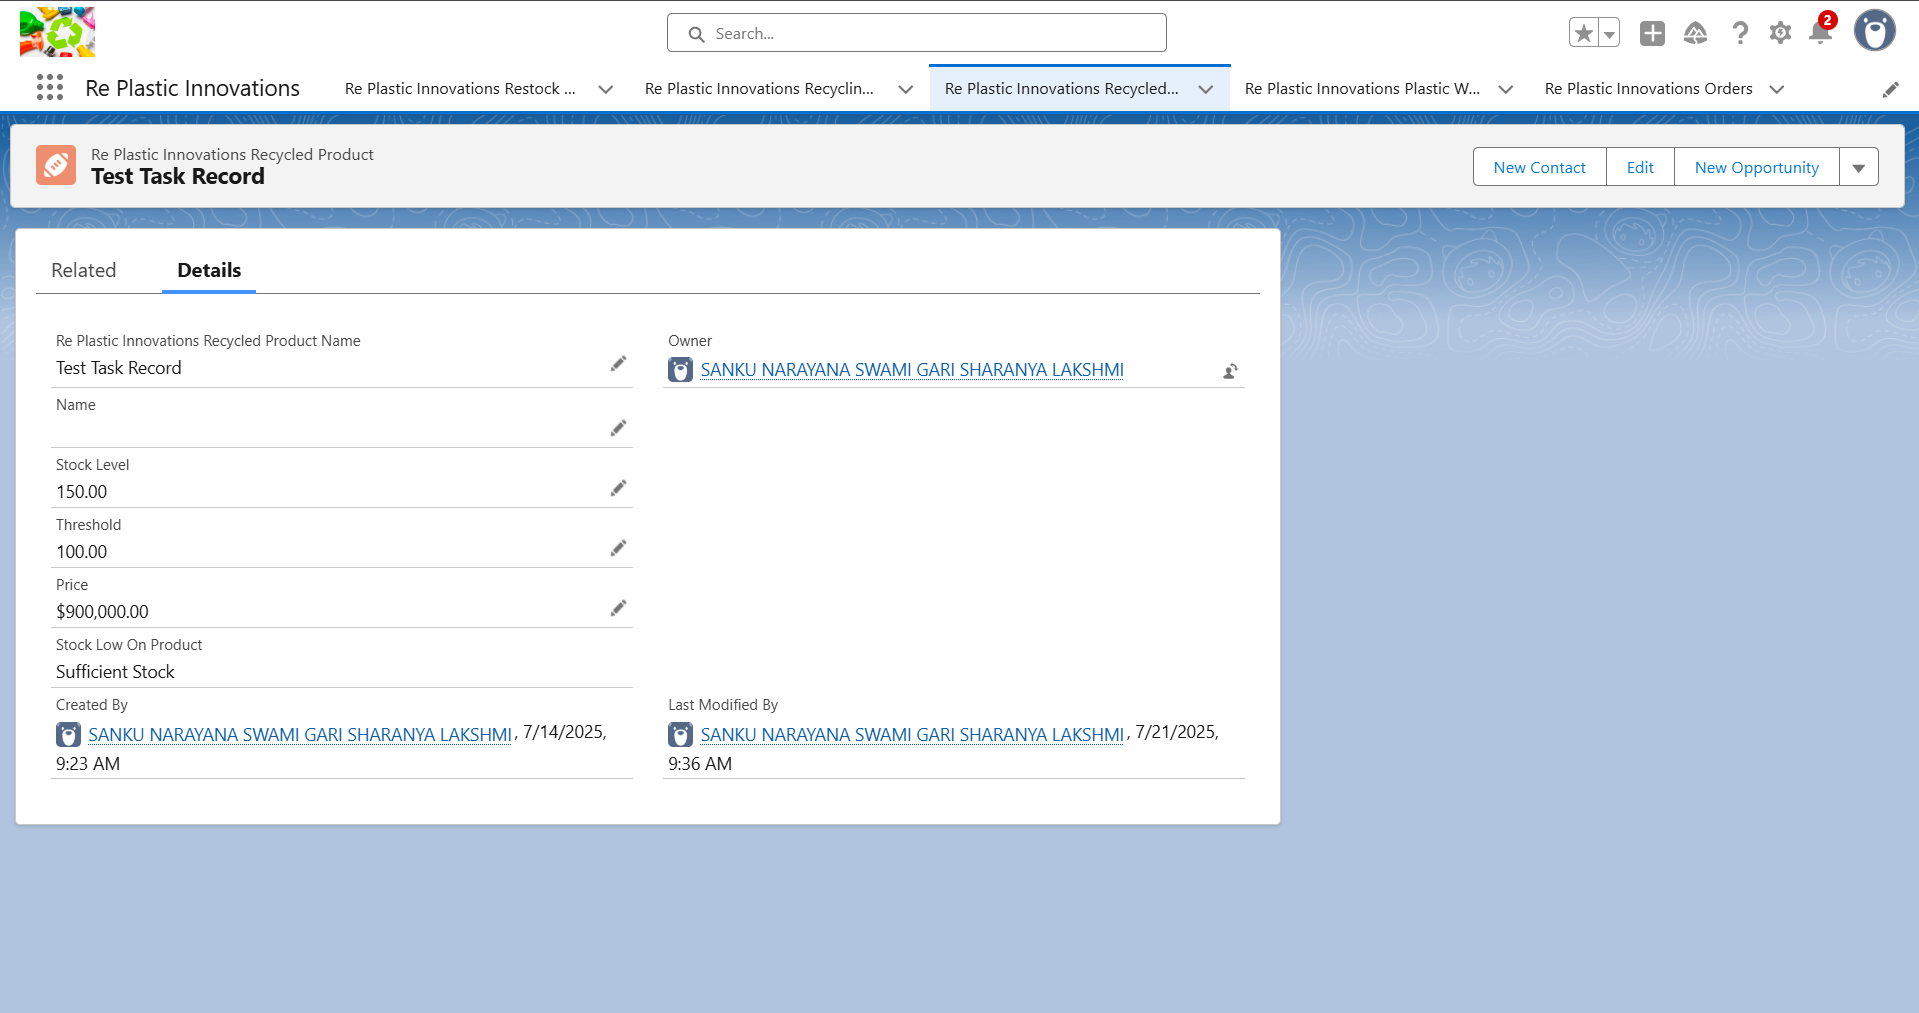 Search...
2
Re Plastic Innovations
Re Plastic Innovations Restock ...
Re Plastic Innovations Recyclin...
Re Plastic Innovations Recycled...
Re Plastic Innovations Plastic W...
Re Plastic Innovations Orders
Re Plastic Innovations Recycled Product
Test Task Record
New Contact
Edit
New Opportunity
Related
Details
Re Plastic Innovations Recycled Product Name
Test Task Record
Owner
SANKU NARAYANA SWAMI GARI SHARANYA LAKSHMI
Name
Stock Level
150.00
Threshold
100.00
Price
$900,000.00
Stock Low On Product
Sufficient Stock
Created By
SANKU NARAYANA SWAMI GARI SHARANYA LAKSHMI, 7/14/2025,
9:23 AM
Last Modified By
SANKU NARAYANA SWAMI GARI SHARANYA LAKSHMI, 7/21/2025,
9:36 AM